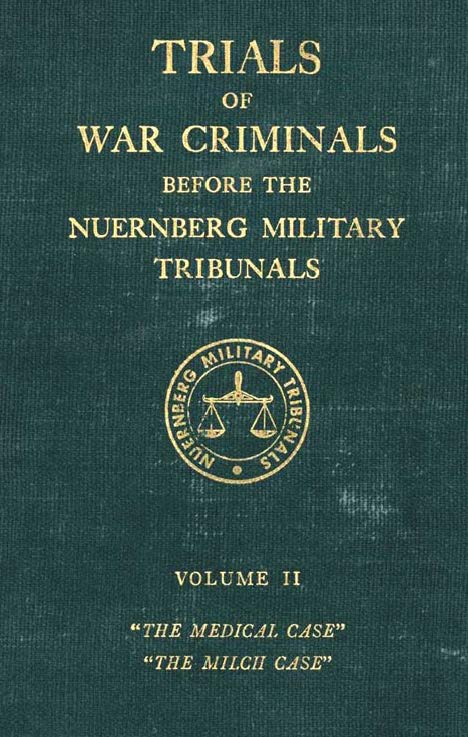 TRIALS
OF
WAR CRIMINALS
BEFORE THE
NUERNBERG MILITARY
TRIBUNALS
NUERNBERG MILITARY TRIBUNALS
VOLUME II
"THE MEDICAL CASE"
"THE MILCH CASE"